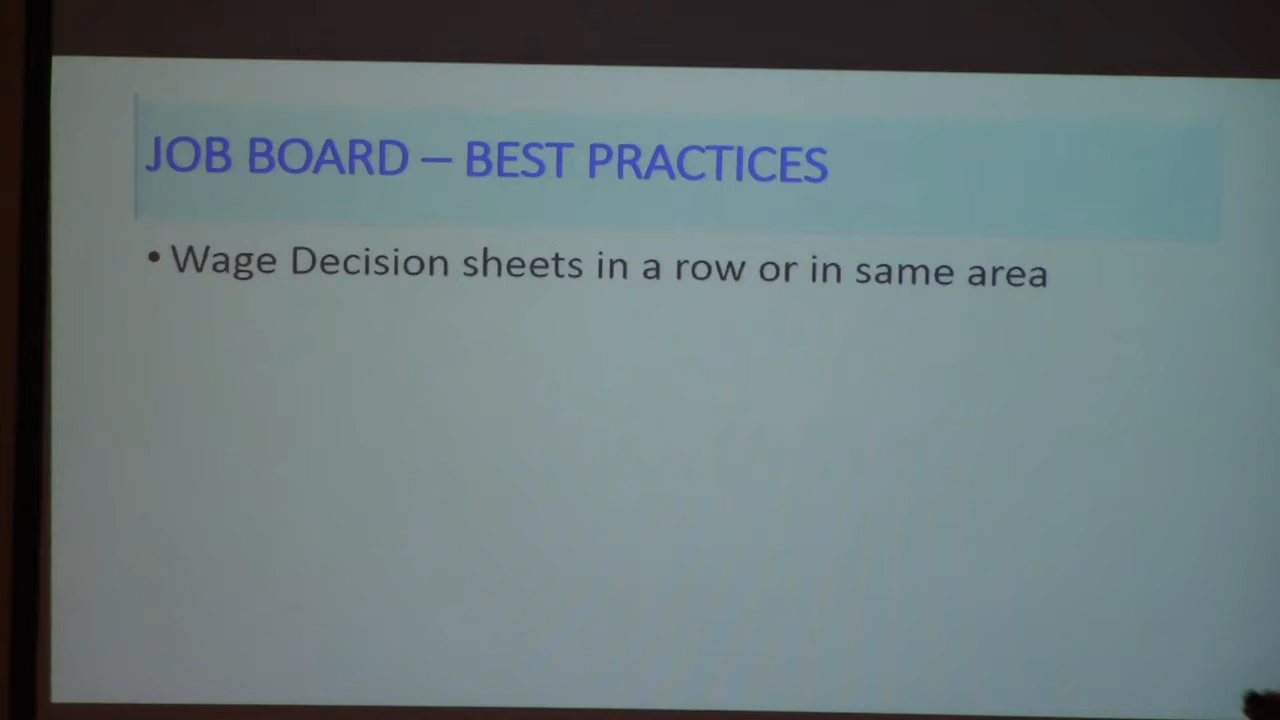 JOB BOARD – BEST PRACTICES
• Wage Decision sheets in a row or in same area